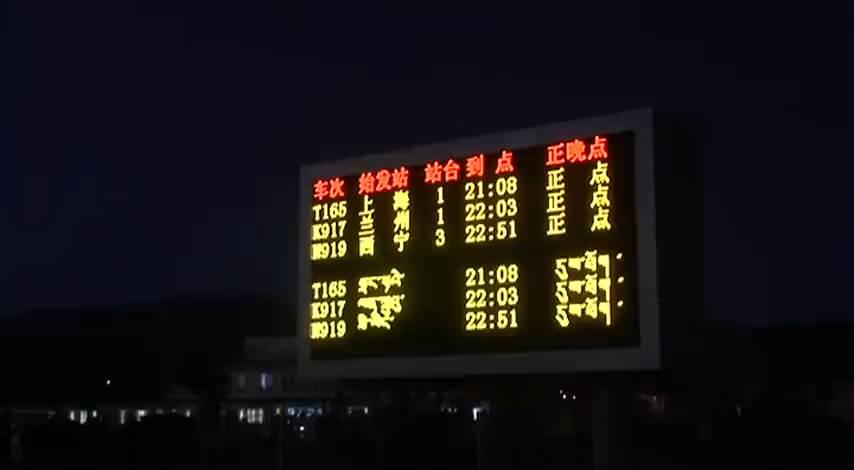 车次 始发站 站台 到点 正晚点
T165 上海 1 21:08 正点
K917 兰州 1 22:03 正点
N919 西宁 3 22:51 正点
T165 21:08
K917 22:03
N919 22:51